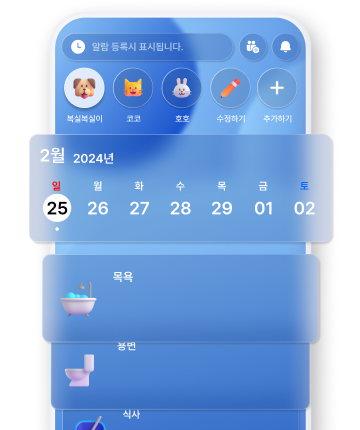 알람 등록시 표시됩니다.
복실복실이 코코 호호 수정하기 추가하기
2월 2024년
일 월 화 수 목 금 토
25 26 27 28 29 01 02
목욕
용변
식사